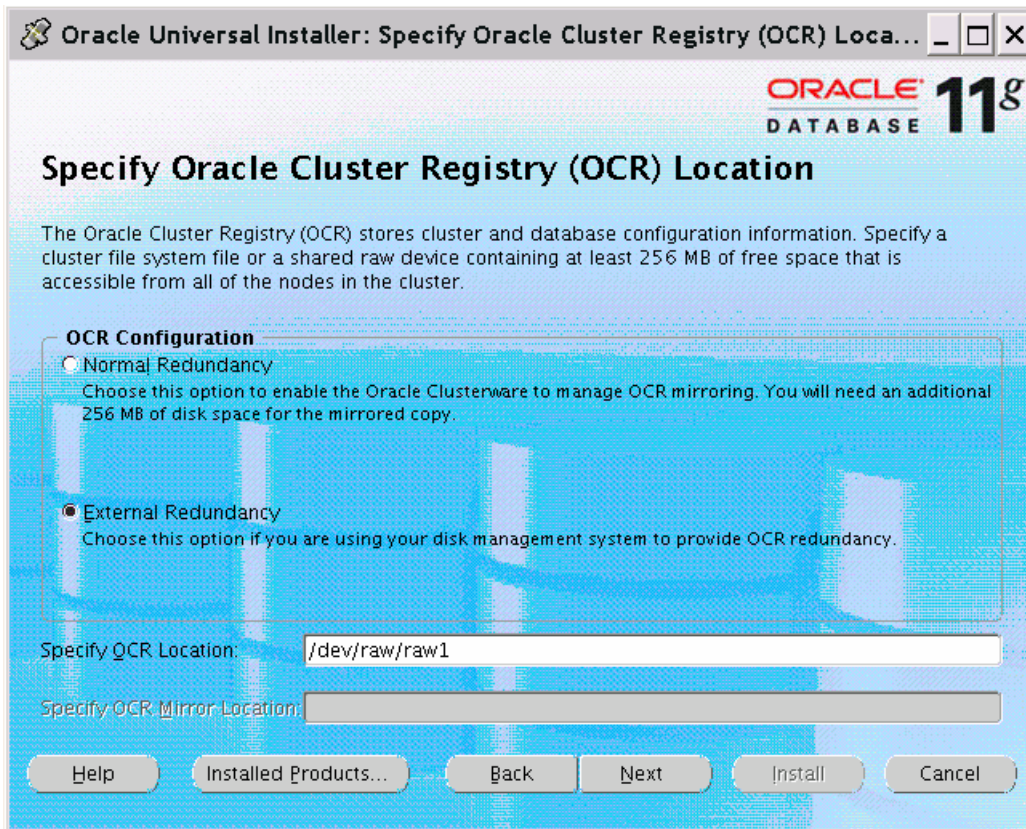 Oracle Universal Installer: Specify Oracle Cluster Registry (OCR) Loca...
ORACLE 11g
DATABASE
Specify Oracle Cluster Registry (OCR) Location
The Oracle Cluster Registry (OCR) stores cluster and database configuration information. Specify a
cluster file system file or a shared raw device containing at least 256 MB of free space that is
accessible from all of the nodes in the cluster.
OCR Configuration
Normal Redundancy
Choose this option to enable the Oracle Clusterware to manage OCR mirroring. You will need an additional
256 MB of disk space for the mirrored copy.
External Redundancy
Choose this option if you are using your disk management system to provide OCR redundancy.
Specify OCR Location: /dev/raw/raw1
Specify OCR Mirror Location:
Help Installed Products... Back Next Install Cancel